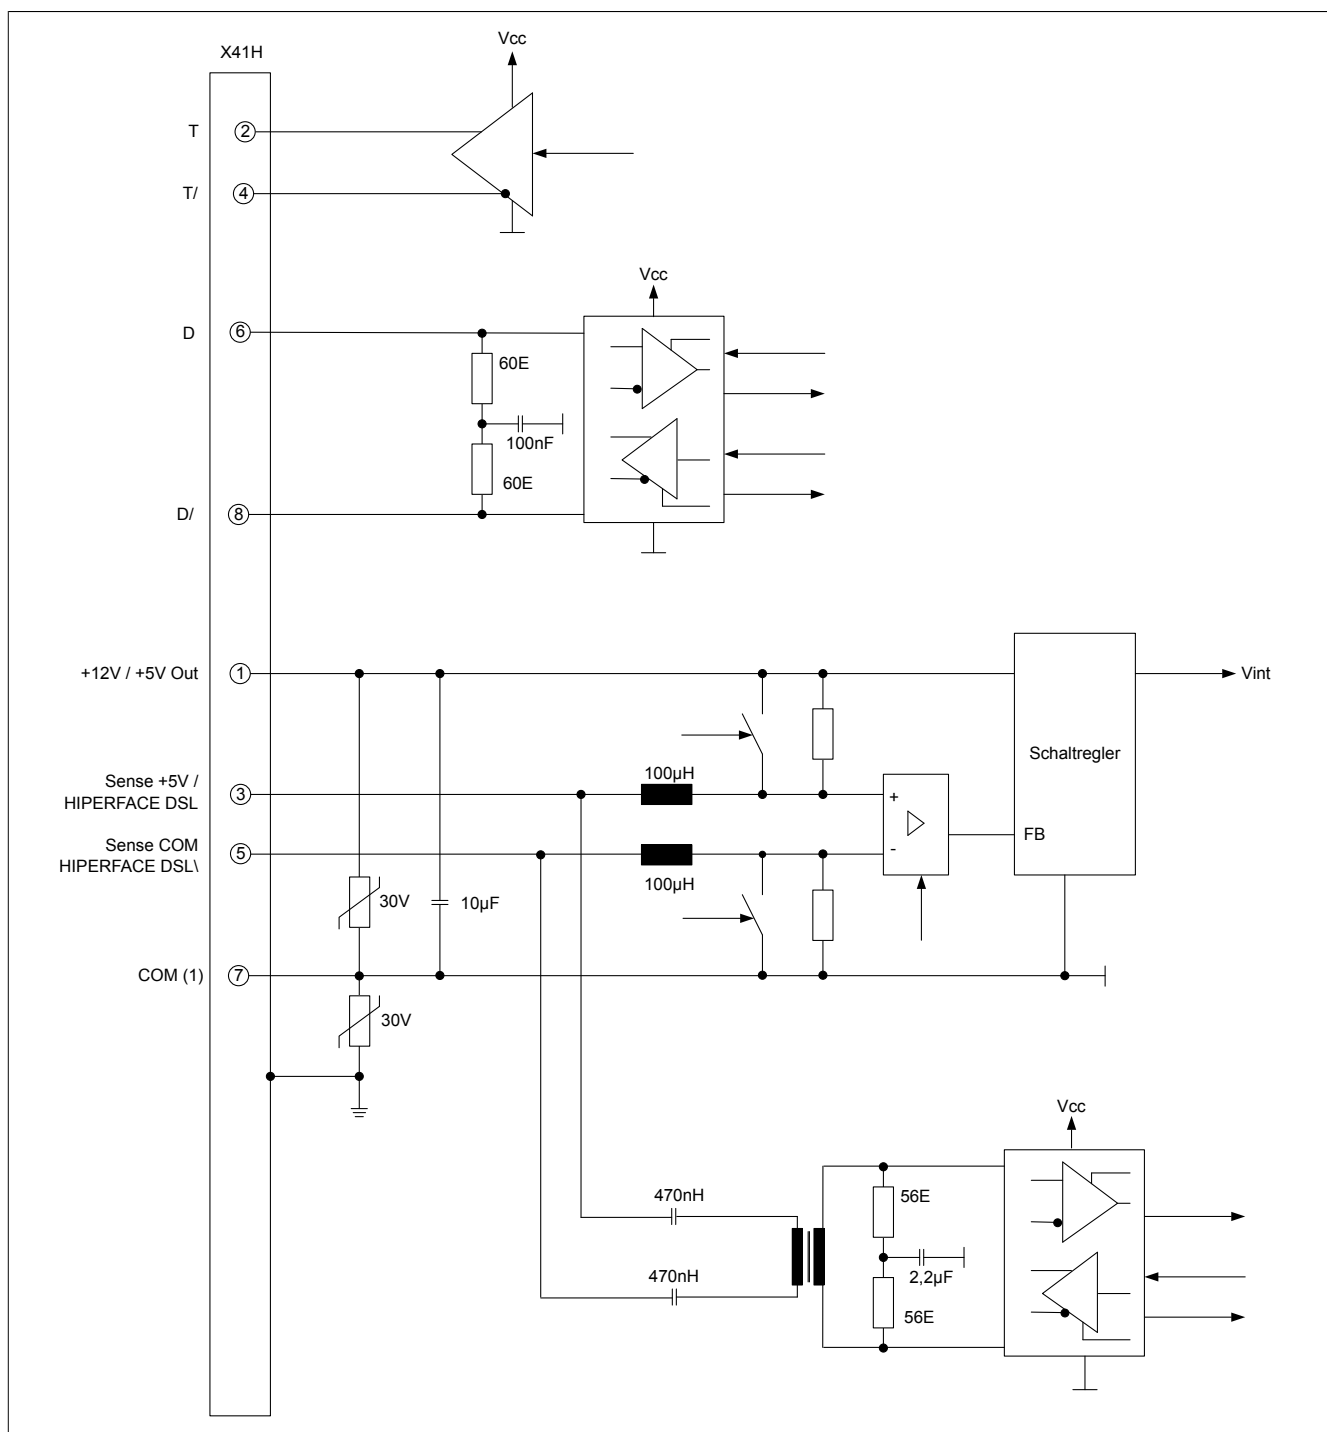 X41H
Vcc
T
2
T/
4
Vcc
D
6
60E
100nF
60E
D/
8
+12V / +5V Out
1
Vint
Schaltregler
Sense +5V /
HIPERFACE DSL
3
100µH
+
FB
Sense COM
HIPERFACE DSL\
5
-
100µH
30V
10µF
COM (1)
7
30V
Vcc
470nH
56E
2,2µF
470nH
56E